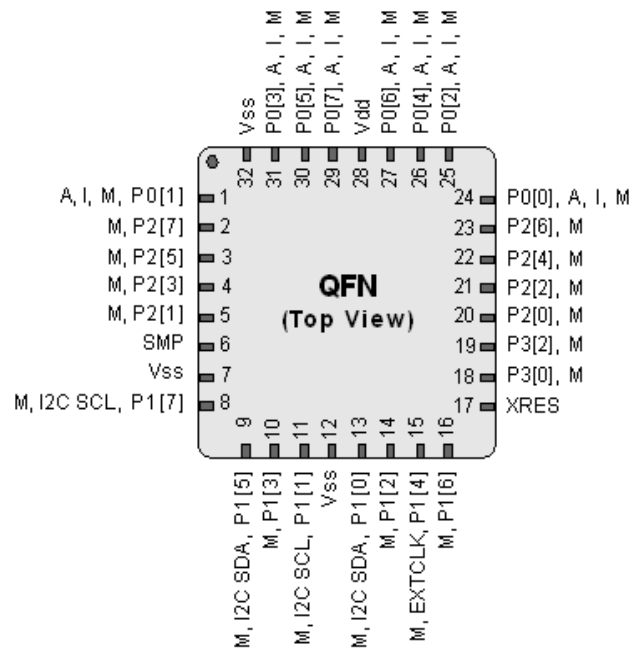 Vss
P0[3], A, I, M
P0[5], A, I, M
P0[7], A, I, M
Vdd
P0[6], A, I, M
P0[4], A, I, M
P0[2], A, I, M
32
31
30
29
28
27
26
25
A, I, M, P0[1]
1
M, P2[7]
2
M, P2[5]
3
M, P2[3]
4
M, P2[1]
5
SMP
6
Vss
7
M, I2C SCL, P1[7]
8
QFN
(Top View)
24
P0[0], A, I, M
23
P2[6], M
22
P2[4], M
21
P2[2], M
20
P2[0], M
19
P3[2], M
18
P3[0], M
17
XRES
9
10
11
12
13
14
15
16
M, I2C SDA, P1[5]
M, P1[3]
M, I2C SCL, P1[1]
Vss
M, I2C SDA, P1[0]
M, P1[2]
M, EXTCLK, P1[4]
M, P1[6]